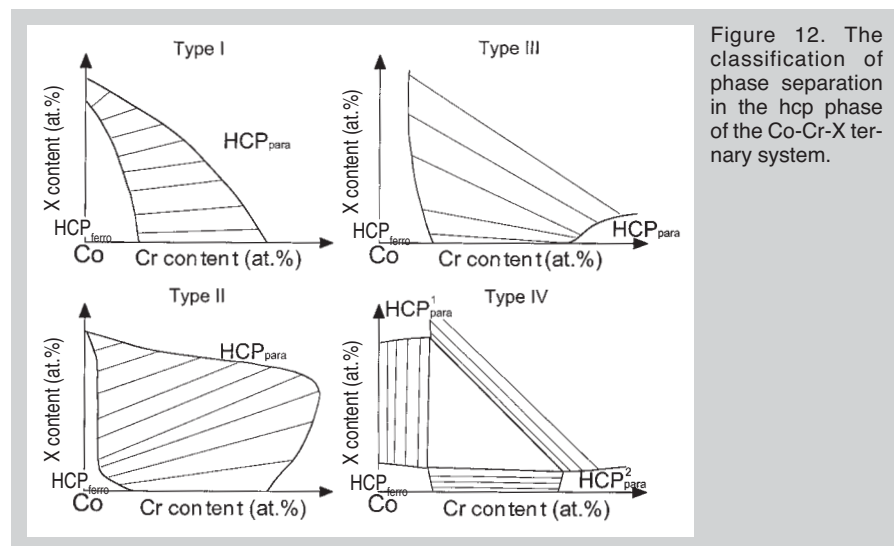 Type I
X content (at.%)
HCPpara
HCPferro
Co
Cr content (at.%)
Type III
X content (at.%)
HCPferro
HCPpara
Co
Cr content (at.%)
Type II
X content (at.%)
HCPpara
HCPferro
Co
Cr content (at.%)
Type IV
HCP¹para
X content (at.%)
HCPferro
HCP²para
Co
Cr content (at.%)
Figure 12. The
classification of
phase separation
in the hcp phase
of the Co-Cr-X ter-
nary system.